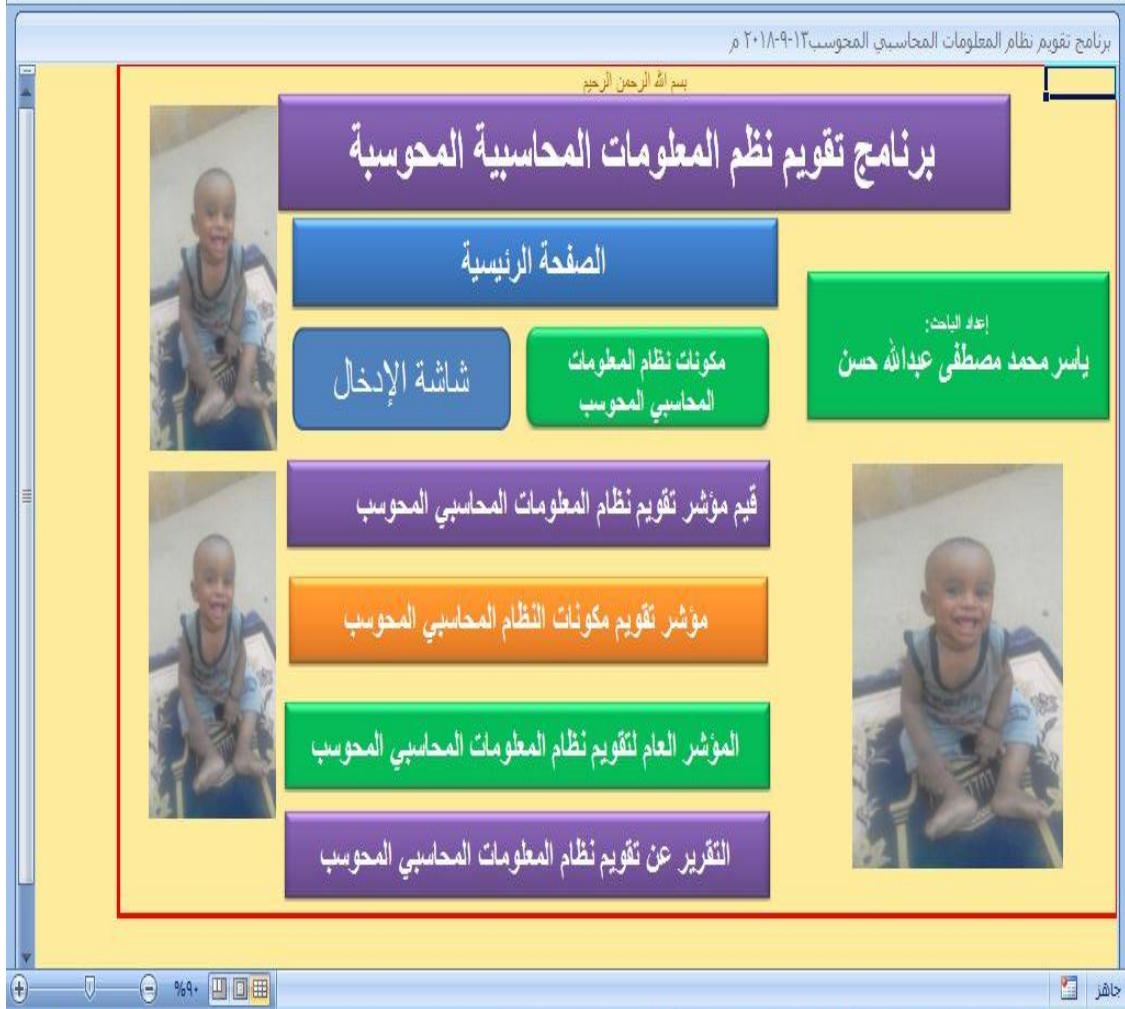 برنامج تقويم نظام المعلومات المحاسبي المحوسب١٣-٩-٢٠١٨ م
بسم الله الرحمن الرحيم
برنامج تقويم نظم المعلومات المحاسبية المحوسبة
الصفحة الرئيسية
إعداد الباحث:
ياسر محمد مصطفى عبدالله حسن
مكونات نظام المعلومات
المحاسبي المحوسب
شاشة الإدخال
قيم مؤشر تقويم نظام المعلومات المحاسبي المحوسب
مؤشر تقويم مكونات النظام المحاسبي المحوسب
المؤشر العام لتقويم نظام المعلومات المحاسبي المحوسب
التقرير عن تقويم نظام المعلومات المحاسبي المحوسب
جاهز
%٩٠